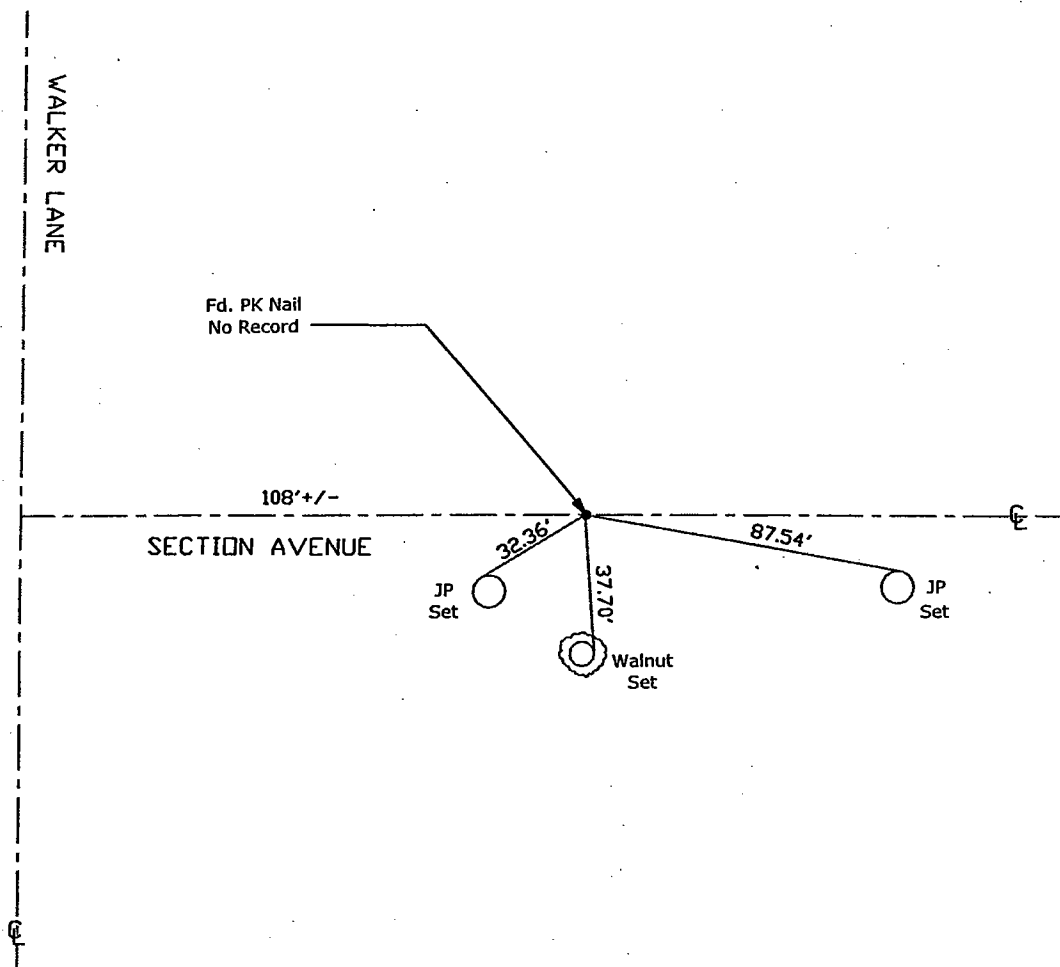 WALKER LANE
Fd. PK Nail
No Record
108'+/-
SECTION AVENUE
32.36'
37.70'
87.54'
℄
JP
Set
JP
Set
Walnut
Set
℄